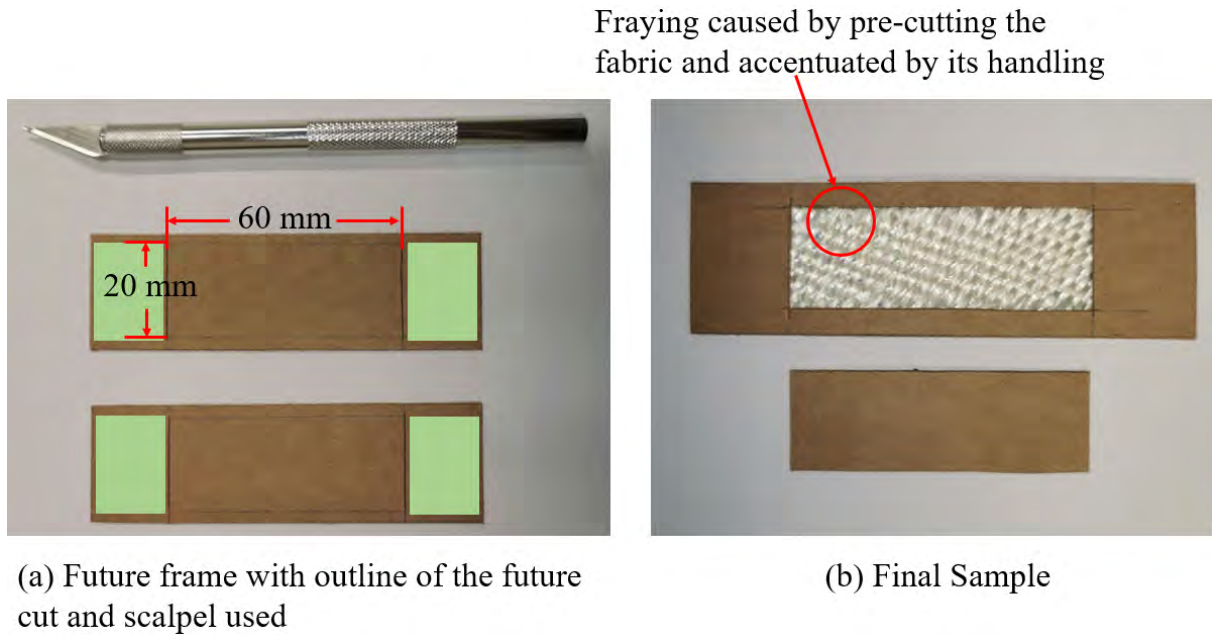 Fraying caused by pre-cutting the
fabric and accentuated by its handling
60 mm
20 mm
(a) Future frame with outline of the future
cut and scalpel used
(b) Final Sample